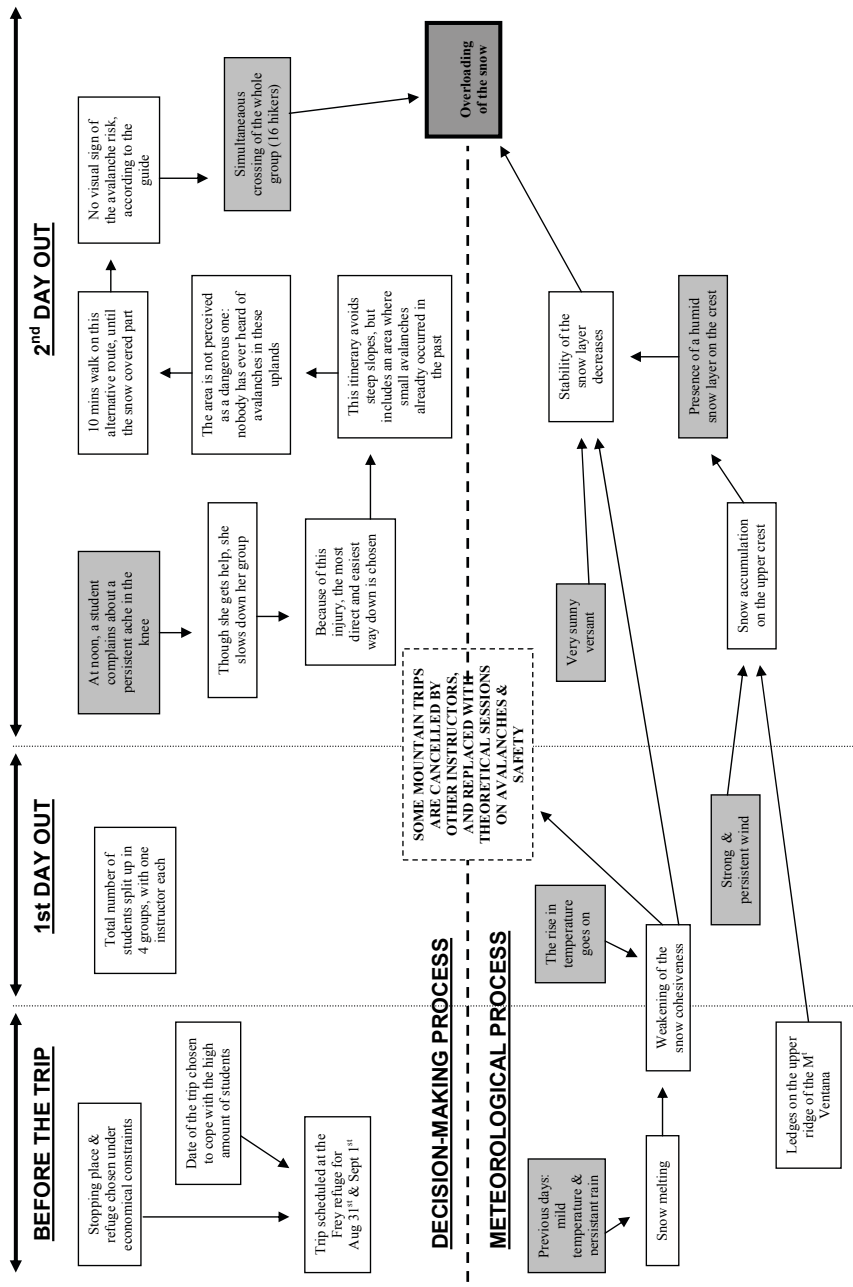 BEFORE THE TRIP
1st DAY OUT
2nd DAY OUT
Stopping place &
refuge chosen under
economical constraints
Date of the trip chosen
to cope with the high
amount of students
Trip scheduled at the
Frey refuge for
Aug 31st & Sept 1st
Total number of
students split up in
4 groups, with one
instructor each
At noon, a student
complains about a
persistent ache in the
knee
Though she gets help, she
slows down her group
Because of this
injury, the most
direct and easiest
way down is chosen
This itinerary avoids
steep slopes, but
includes an area where
small avalanches
alreadty occurred in
the past
The area is not perceived
as a dangerous one:
nobody has ever heard of
avalanches in these
uplands
10 mins walk on this
alternative route, until
the snow covered part
No visual sign of
the avalanche risk,
according to the
guide
Simultaneaous
crossing of the whole
group (16 hikers)
Overloading
of the snow
DECISION-MAKING PROCESS
SOME MOUNTAIN TRIPS
ARE CANCELLED BY
OTHER INSTRUCTORS,
AND REPLACED WITH
THEORETICAL SESSIONS
ON AVALANCHES &
SAFETY
METEOROLOGICAL PROCESS
Previous days:
mild
temperature &
persistant rain
Snow melting
Weakening of the
snow cohesiveness
The rise in
temperature
goes on
Ledges on the upper
ridge of the Mt
Ventana
Strong &
persistent wind
Very sunny
versant
Snow accumulation
on the upper crest
Stability of the
snow layer
decreases
Presence of a humid
snow layer on the crest